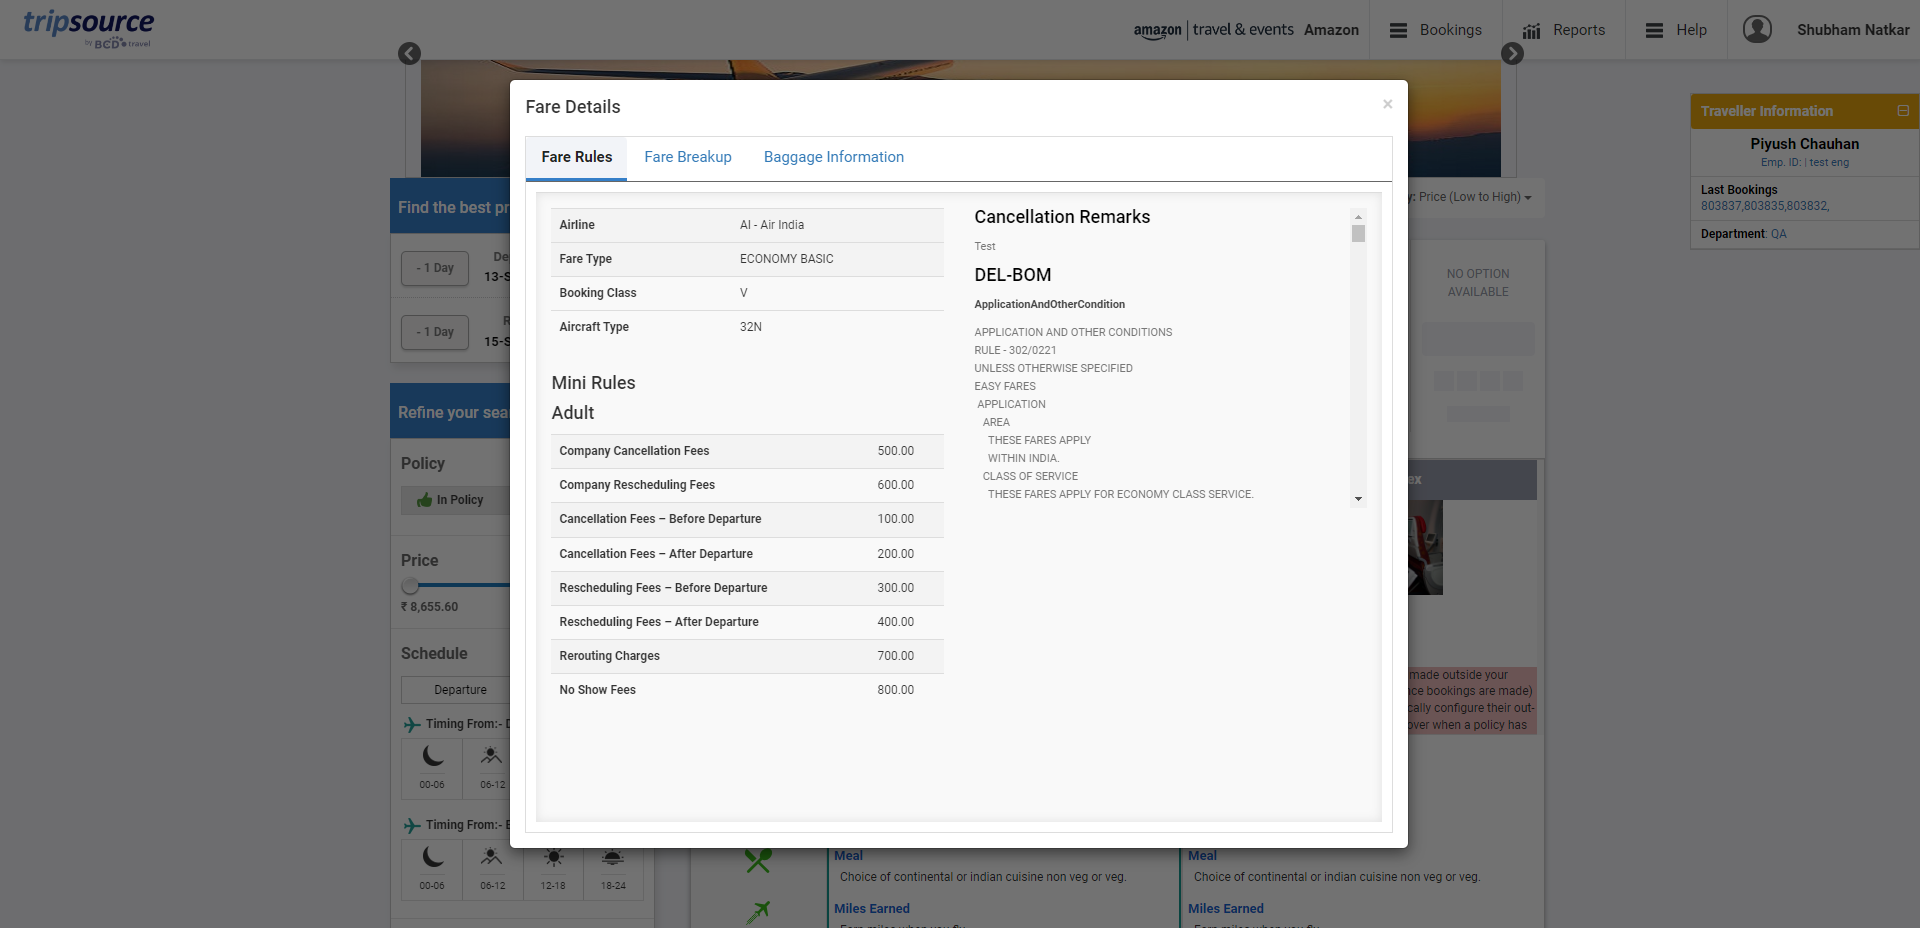 tripsource
by BCD travel
amazon | travel & events Amazon
Bookings
Reports
Help
Shubham Natkar
Fare Details
×
Fare Rules
Fare Breakup
Baggage Information
Airline AI - Air India
Fare Type ECONOMY BASIC
Booking Class V
Aircraft Type 32N
Mini Rules
Adult
Company Cancellation Fees 500.00
Company Rescheduling Fees 600.00
Cancellation Fees – Before Departure 100.00
Cancellation Fees – After Departure 200.00
Rescheduling Fees – Before Departure 300.00
Rescheduling Fees – After Departure 400.00
Rerouting Charges 700.00
No Show Fees 800.00
Cancellation Remarks
Test
DEL-BOM
ApplicationAndOtherCondition
APPLICATION AND OTHER CONDITIONS
RULE - 302/0221
UNLESS OTHERWISE SPECIFIED
EASY FARES
APPLICATION
AREA
THESE FARES APPLY
WITHIN INDIA.
CLASS OF SERVICE
THESE FARES APPLY FOR ECONOMY CLASS SERVICE.
Traveller Information
Piyush Chauhan
Emp. ID: | test eng
Last Bookings
803837,803835,803832,
Department: QA
Find the best pr
- 1 Day
De
13-S
- 1 Day
R
15-S
Refine your sea
Policy
In Policy
Price
₹ 8,655.60
Schedule
Departure
Timing From:- D
00-06
06-12
Timing From:- B
00-06
06-12
12-18
18-24
y: Price (Low to High)
NO OPTION
AVAILABLE
ex
made outside your
nce bookings are made)
cally configure their out-
over when a policy has
Meal
Choice of continental or indian cuisine non veg or veg.
Miles Earned
Meal
Choice of continental or indian cuisine non veg or veg.
Miles Earned